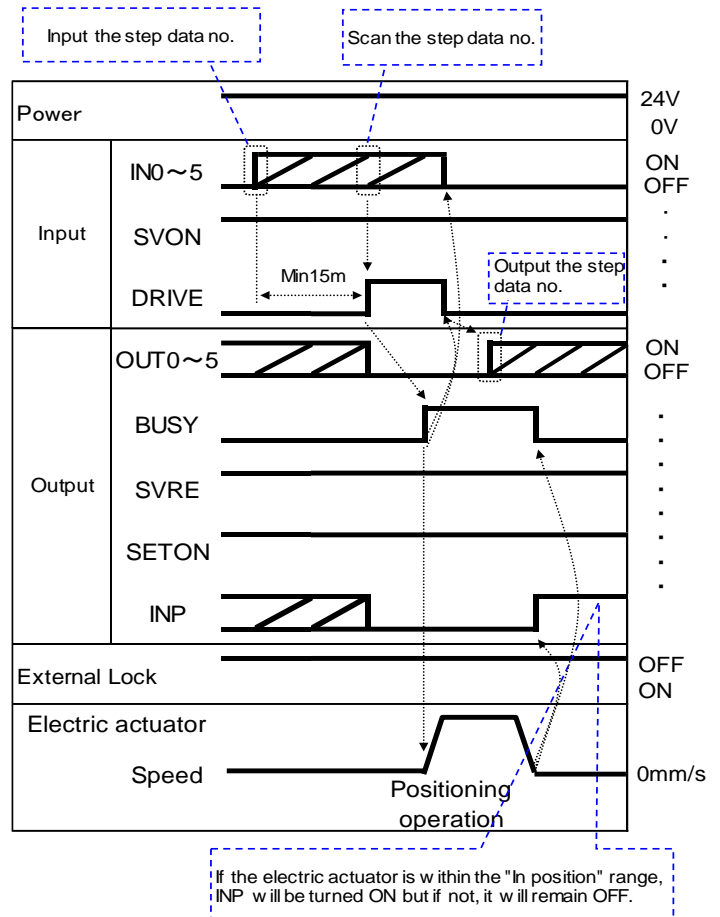 Input the step data no.
Scan the step data no.
Power
24V
0V
Input
IN0～5
ON
OFF
SVON
Min15m
DRIVE
Output the step
data no.
Output
OUT0～5
ON
OFF
BUSY
SVRE
SETON
INP
External Lock
OFF
ON
Electric actuator
Speed
0mm/s
Positioning
operation
If the electric actuator is within the "In position" range,
INP will be turned ON but if not, it will remain OFF.